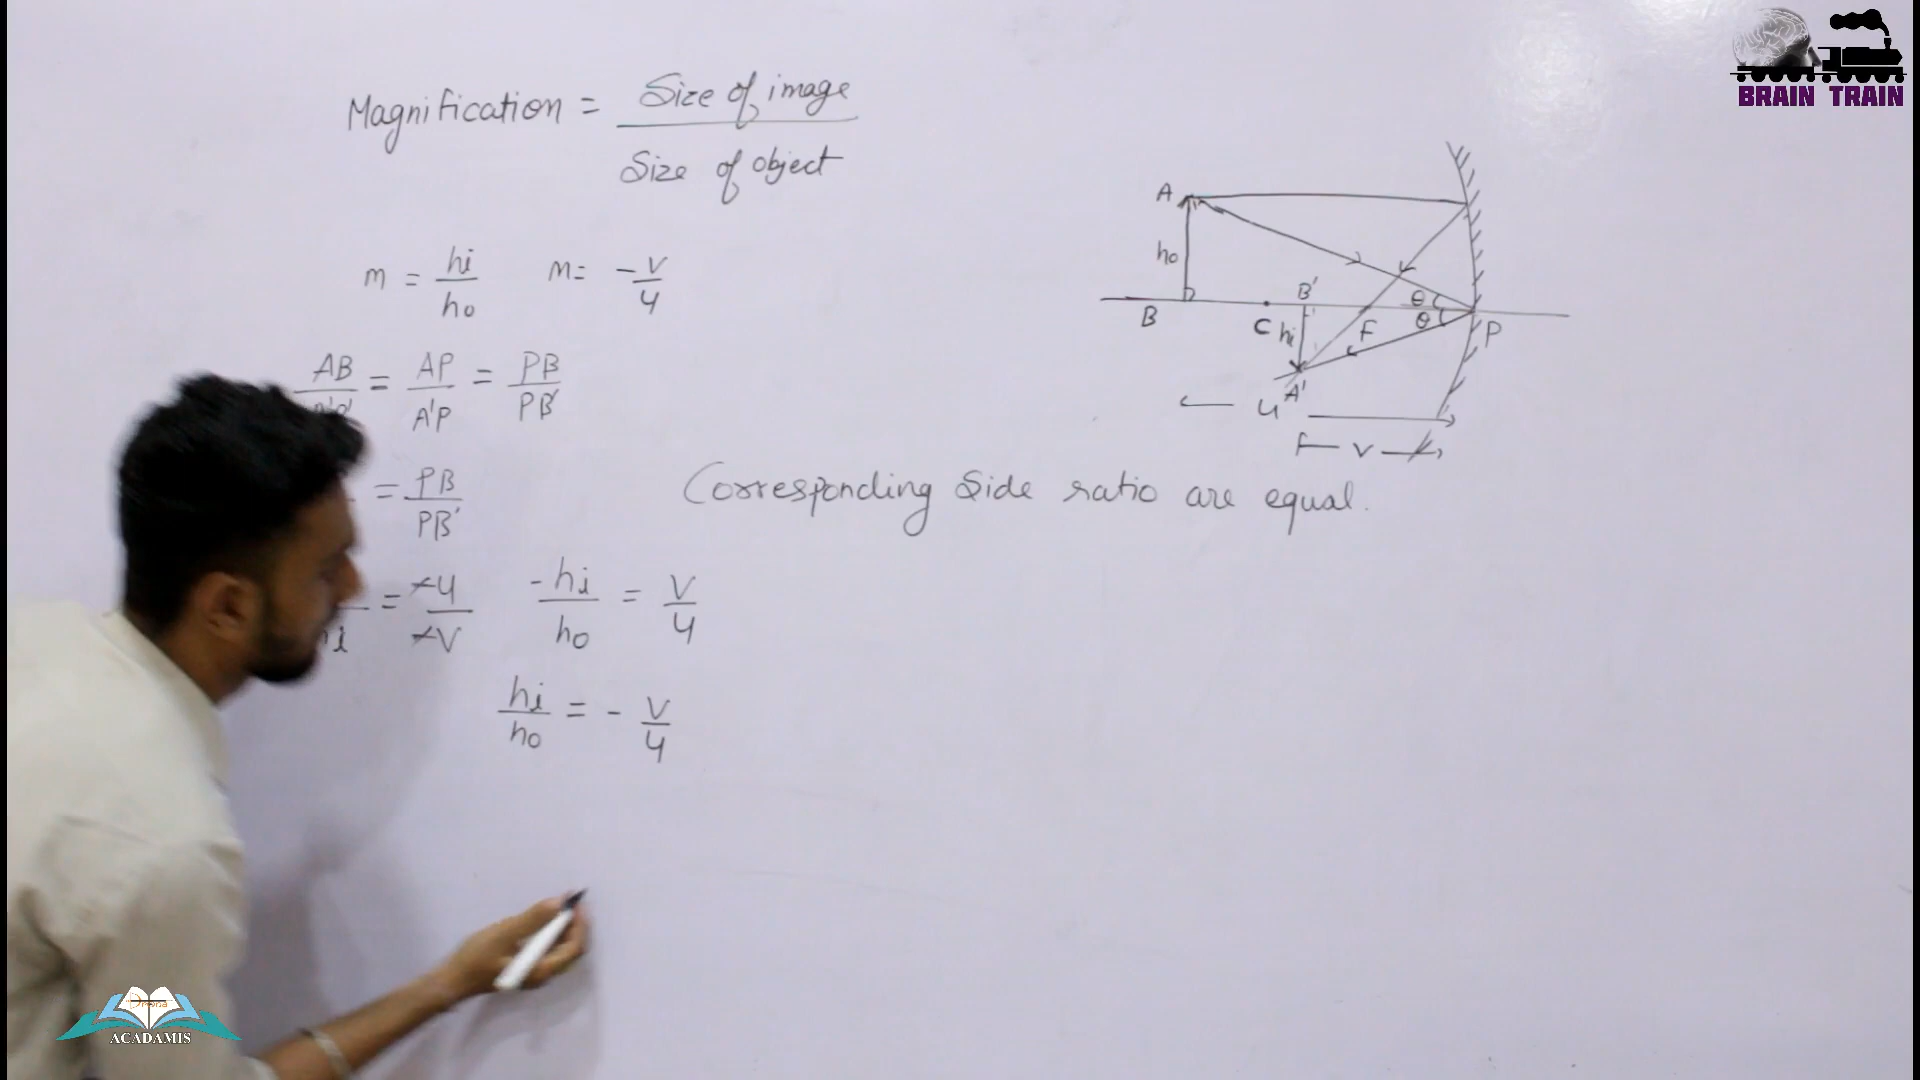 BRAIN TRAIN
Magnification = Size of image / Size of object
m = hi / ho   m = - v / u
AB / = AP / A'P = PB / PB'
= PB / PB'
= -u / -v   - hi / ho = v / u
hi / ho = - v / u
A
ho
B
C
B'
hi
A'
F
θ
θ
P
u
v
Corresponding Side ratio are equal.
Drona
ACADAMIS